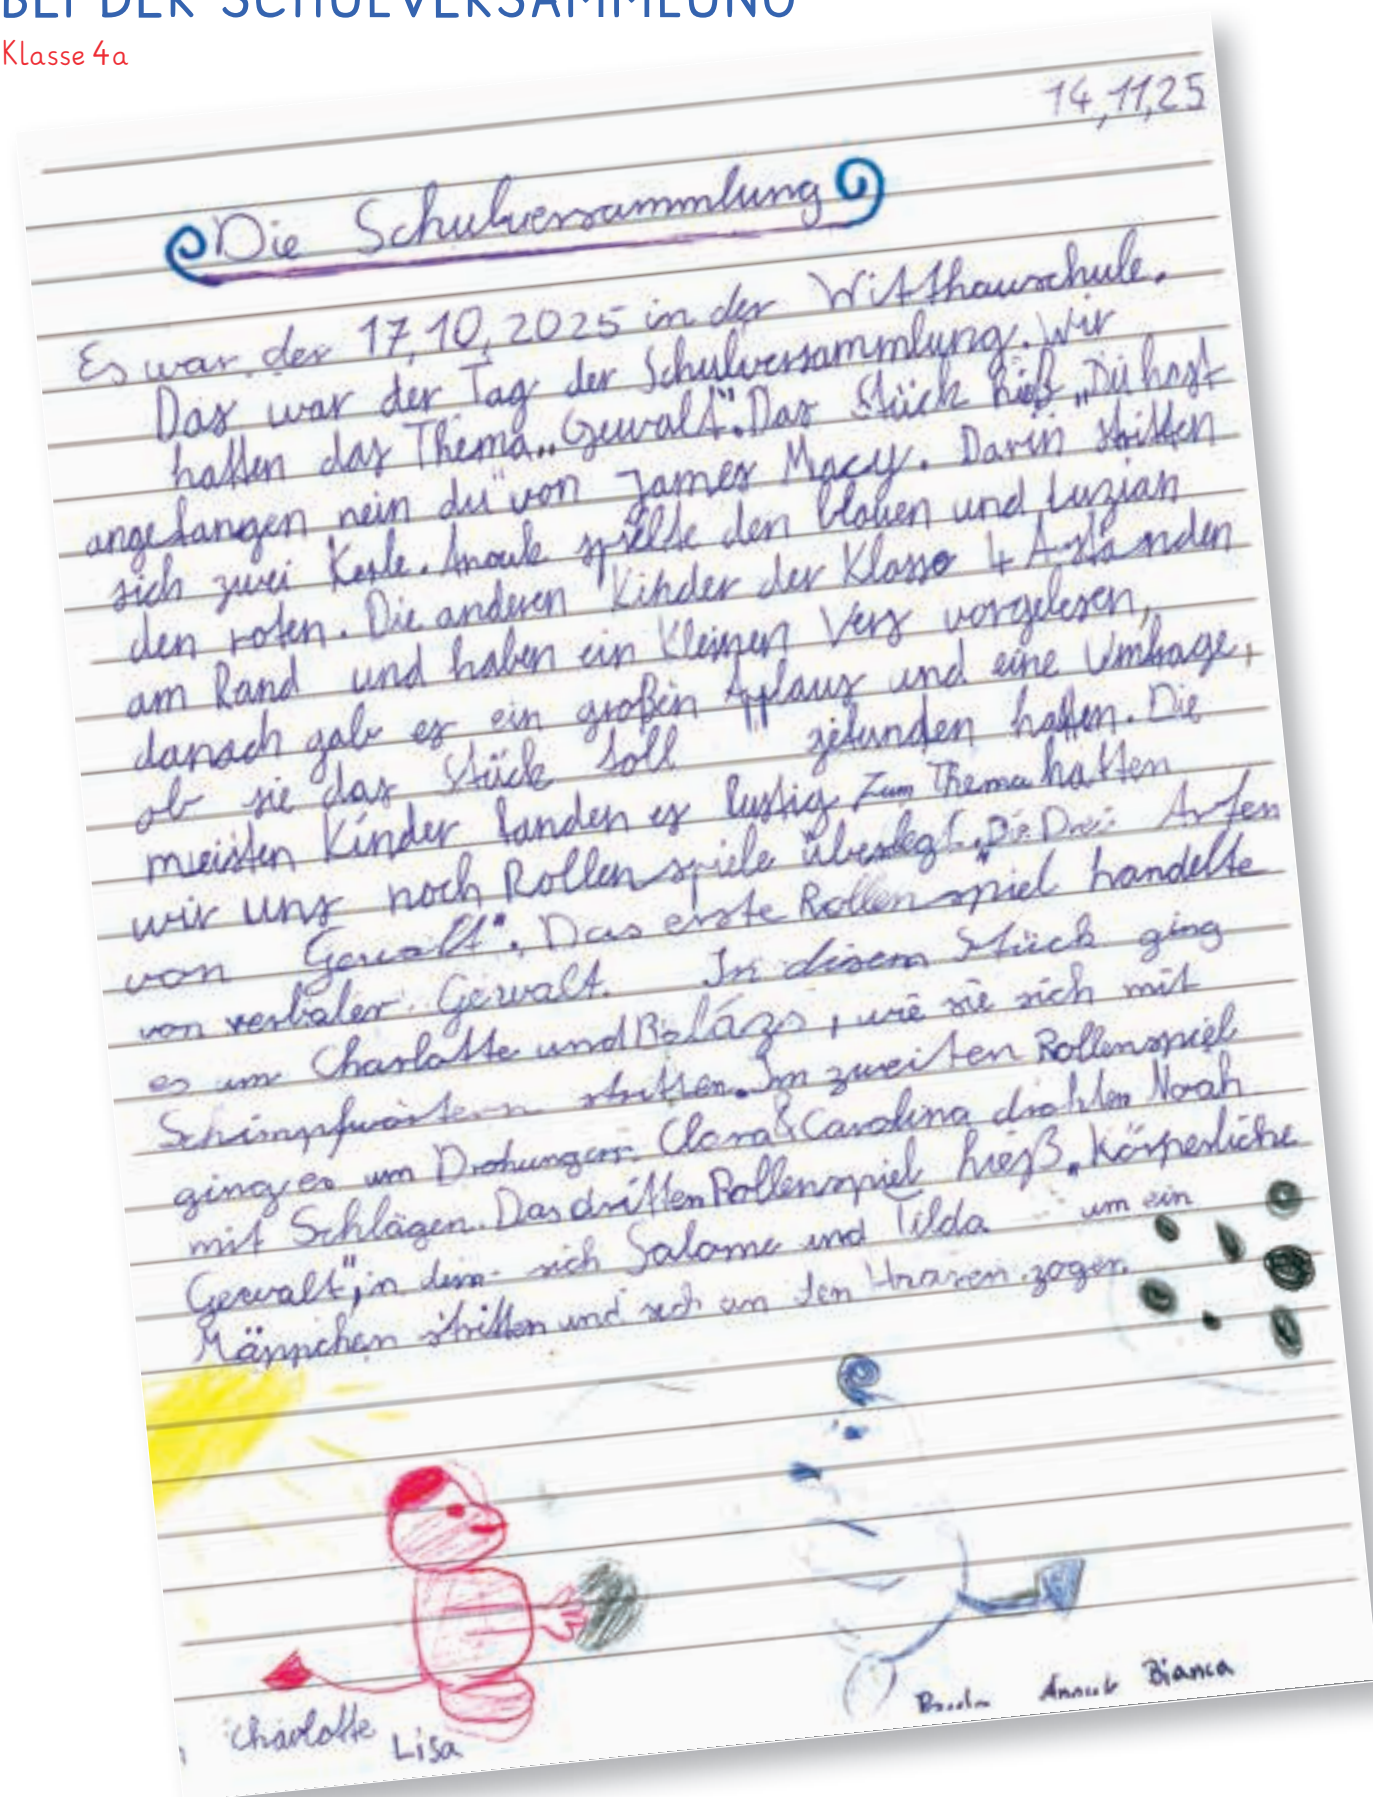 BEI DER SCHULVERSAMMLUNG
Klasse 4a
14,11,25
Die Schulversammlung
Es war der 17,10,2025 in der Witthauschule.
Das war der Tag der Schulversammlung. Wir
hatten das Thema „Gewalt". Das Stück hieß „Du hast
angefangen nein du" von James Macy. Darin stritten
sich zwei Kerle. Anouk spielte den blauen und Luzian
den roten. Die anderen Kinder der Klasse 4 A standen
am Rand und haben ein kleinen Vers vorgelesen,
danach gab es ein großen Applaus und eine Umfrage,
ob sie das Stück toll gefunden hatten. Die
meisten Kinder fanden es lustig. Zum Thema hatten
wir uns noch Rollenspiele überlegt. „Die Drei Arten
von Gewalt". Das erste Rollenspiel handelte
von verbaler Gewalt. In diesem Stück ging
es um Charlotte und Balázs, wie sie sich mit
Schimpfwörtern stritten. Im zweiten Rollenspiel
ging es um Drohungen. Clara & Carolina drohten Noah
mit Schlägen. Das dritten Rollenspiel hieß „Körperliche
Gewalt", in dem sich Salome und Tilda um ein
Männchen stritten und sich an den Haaren zogen.
Charlotte Lisa Anouk Bianca